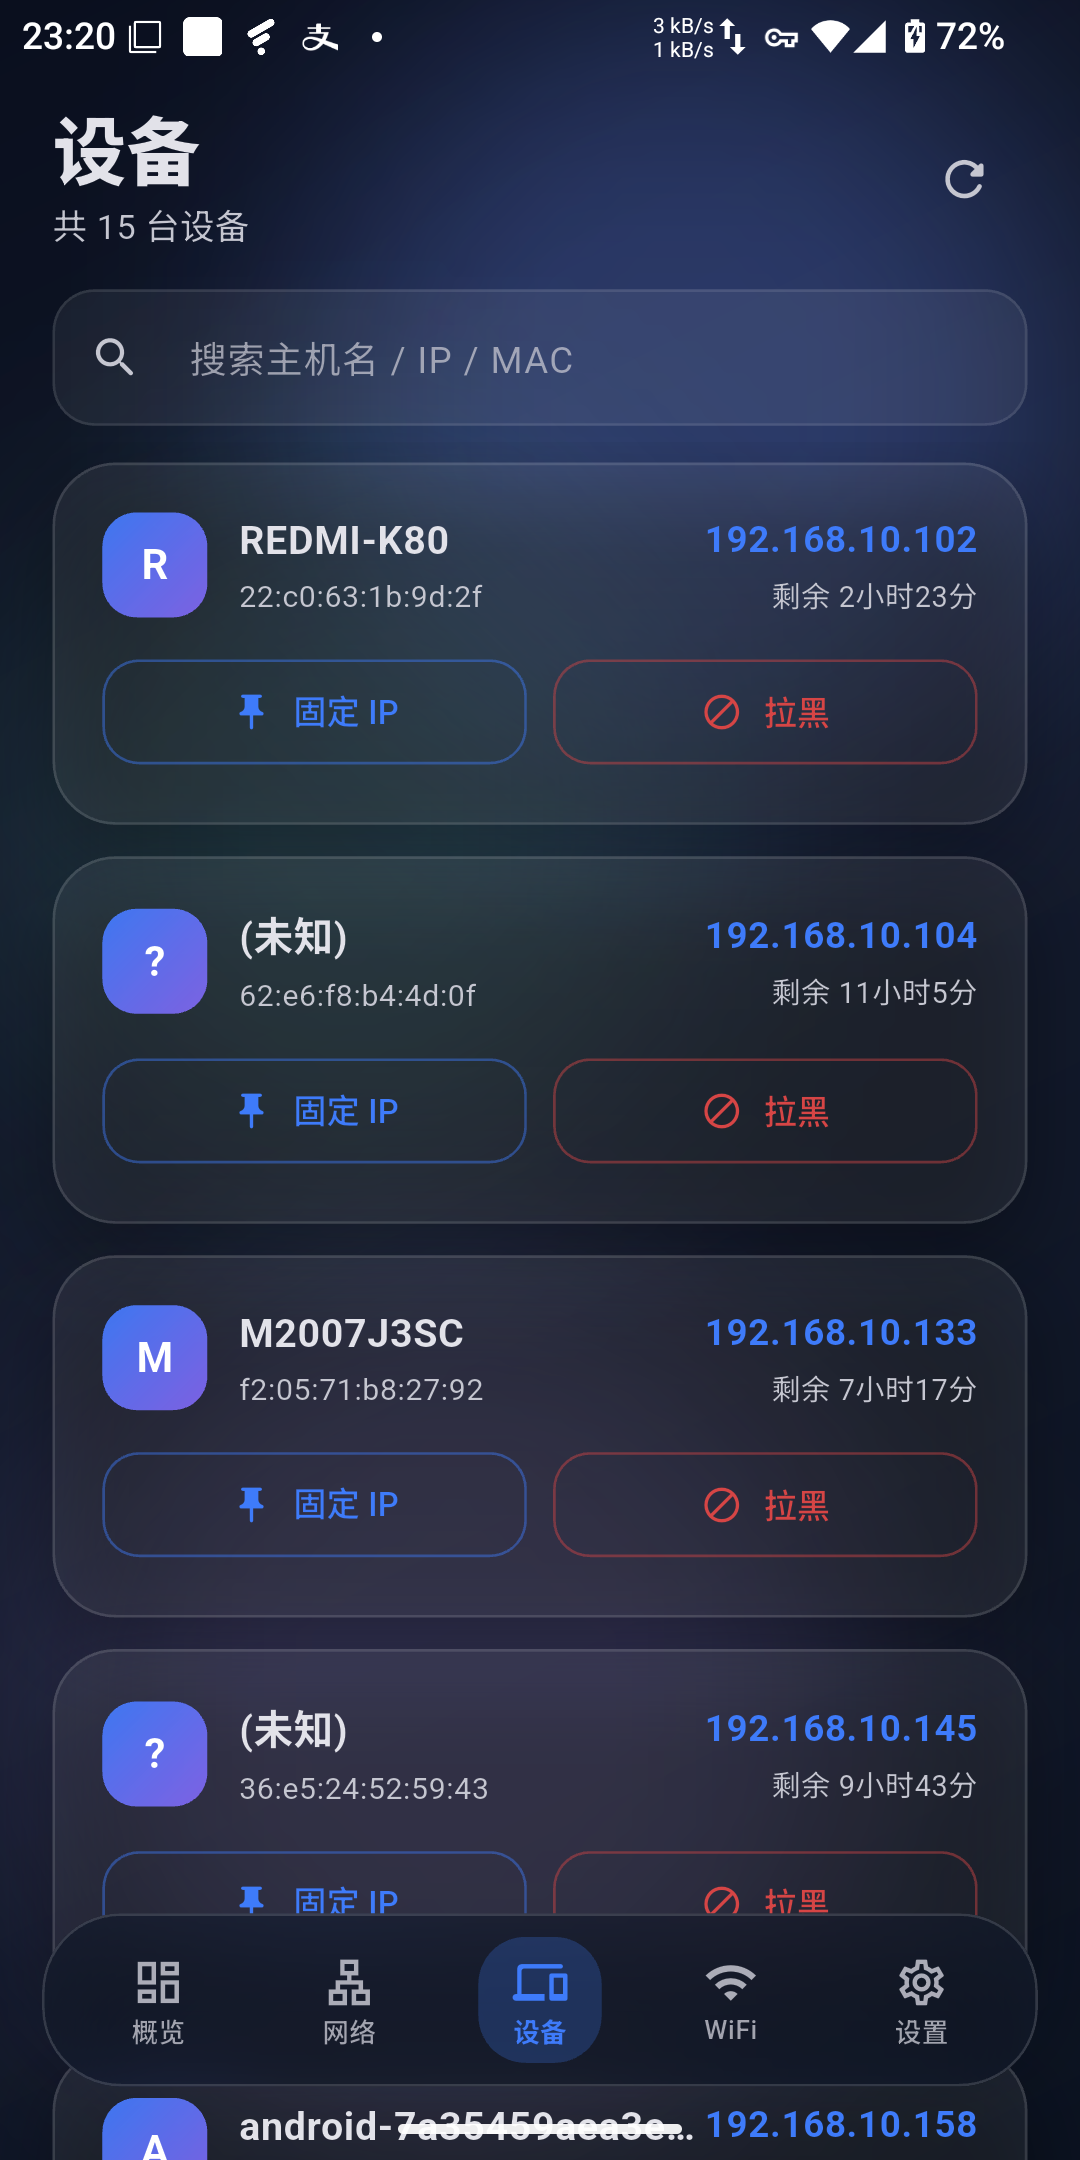 23:20
3 kB/s
1 kB/s
72%
设备
共 15 台设备
搜索主机名 / IP / MAC
R
REDMI-K80
192.168.10.102
22:c0:63:1b:9d:2f
剩余 2小时23分
固定 IP
拉黑
?
(未知)
192.168.10.104
62:e6:f8:b4:4d:0f
剩余 11小时5分
固定 IP
拉黑
M
M2007J3SC
192.168.10.133
f2:05:71:b8:27:92
剩余 7小时17分
固定 IP
拉黑
?
(未知)
192.168.10.145
36:e5:24:52:59:43
剩余 9小时43分
固定 IP
拉黑
概览
网络
设备
WiFi
设置
A
android-7a35459aea3e...
192.168.10.158